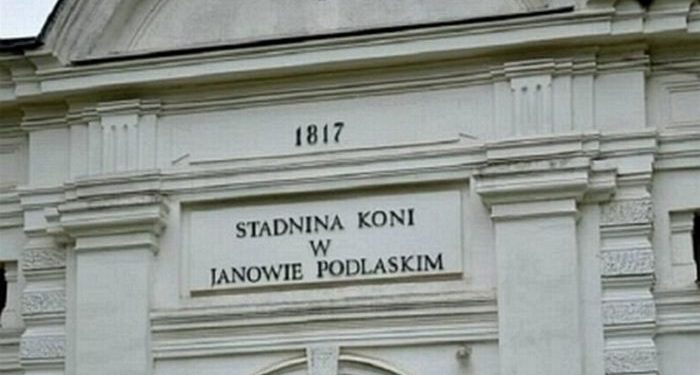 1817
STADNINA KONI
W
JANOWIE PODLASKIM